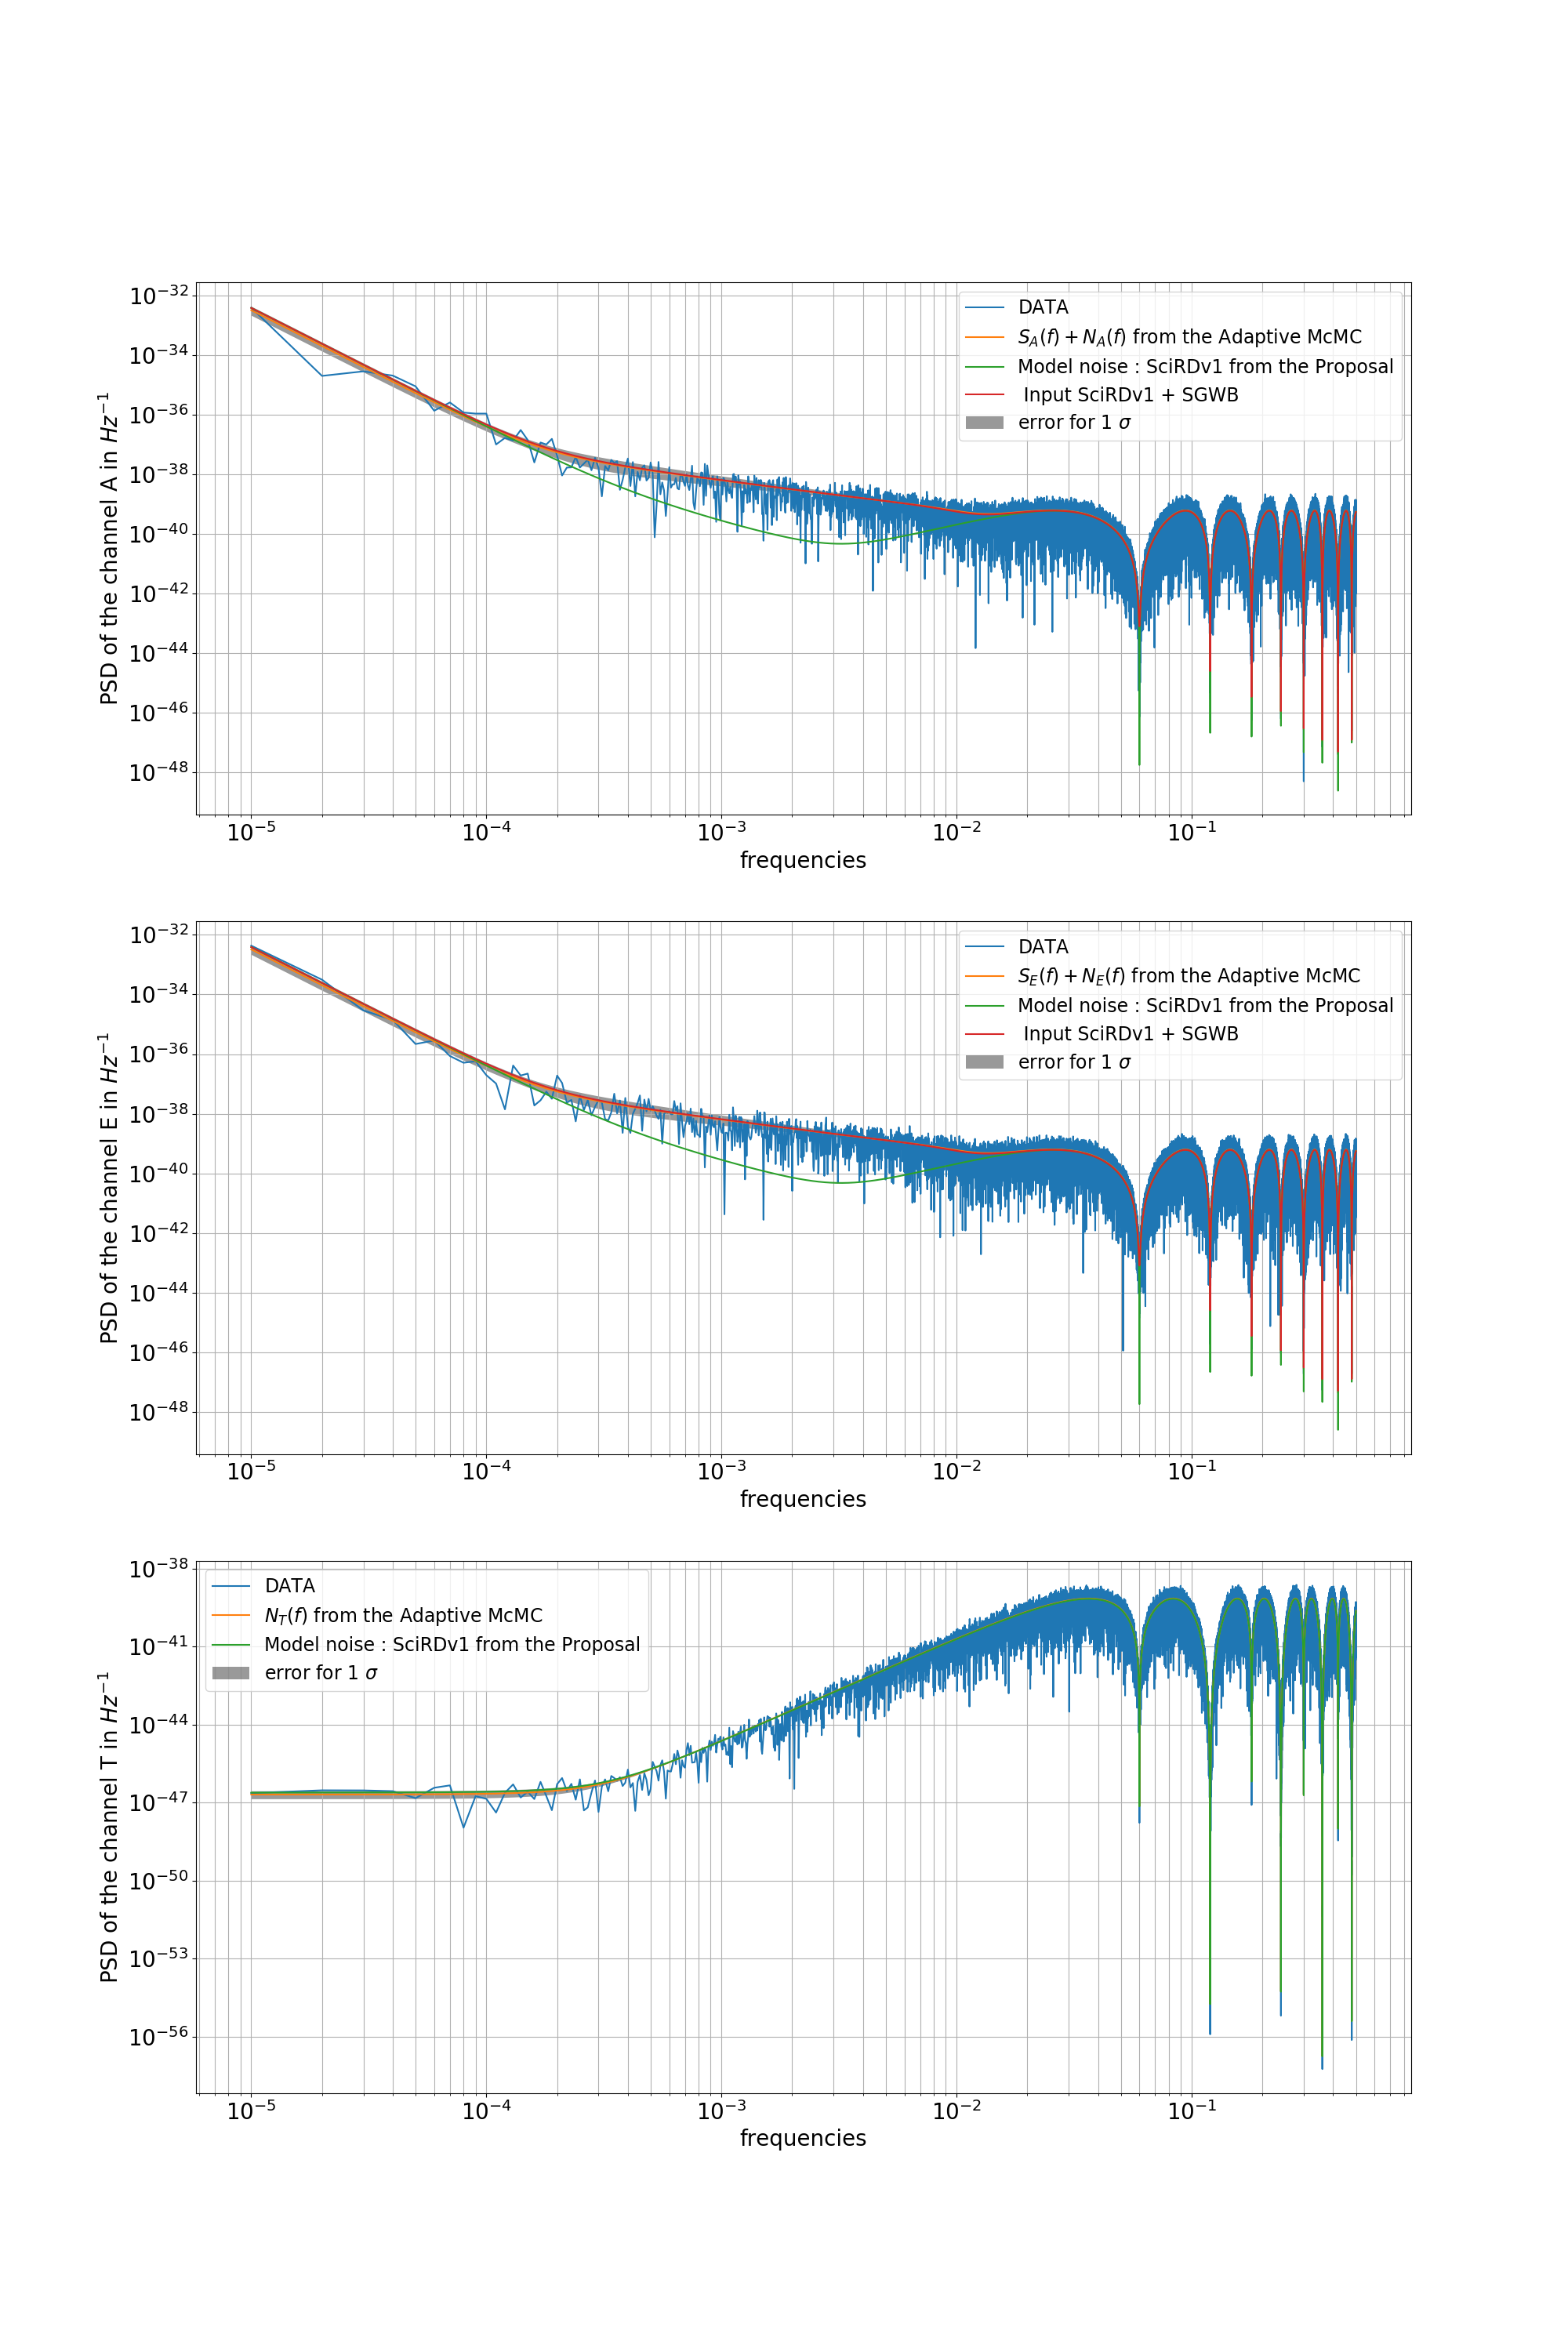 PSD of the channel A in Hz⁻¹
10⁻³²
10⁻³⁴
10⁻³⁶
10⁻³⁸
10⁻⁴⁰
10⁻⁴²
10⁻⁴⁴
10⁻⁴⁶
10⁻⁴⁸
DATA
S_A(f) + N_A(f) from the Adaptive McMC
Model noise : SciRDv1 from the Proposal
Input SciRDv1 + SGWB
error for 1 σ
10⁻⁵ 10⁻⁴ 10⁻³ 10⁻² 10⁻¹
frequencies
PSD of the channel E in Hz⁻¹
10⁻³²
10⁻³⁴
10⁻³⁶
10⁻³⁸
10⁻⁴⁰
10⁻⁴²
10⁻⁴⁴
10⁻⁴⁶
10⁻⁴⁸
DATA
S_E(f) + N_E(f) from the Adaptive McMC
Model noise : SciRDv1 from the Proposal
Input SciRDv1 + SGWB
error for 1 σ
10⁻⁵ 10⁻⁴ 10⁻³ 10⁻² 10⁻¹
frequencies
PSD of the channel T in Hz⁻¹
10⁻³⁸
10⁻⁴¹
10⁻⁴⁴
10⁻⁴⁷
10⁻⁵⁰
10⁻⁵³
10⁻⁵⁶
DATA
N_T(f) from the Adaptive McMC
Model noise : SciRDv1 from the Proposal
error for 1 σ
10⁻⁵ 10⁻⁴ 10⁻³ 10⁻² 10⁻¹
frequencies